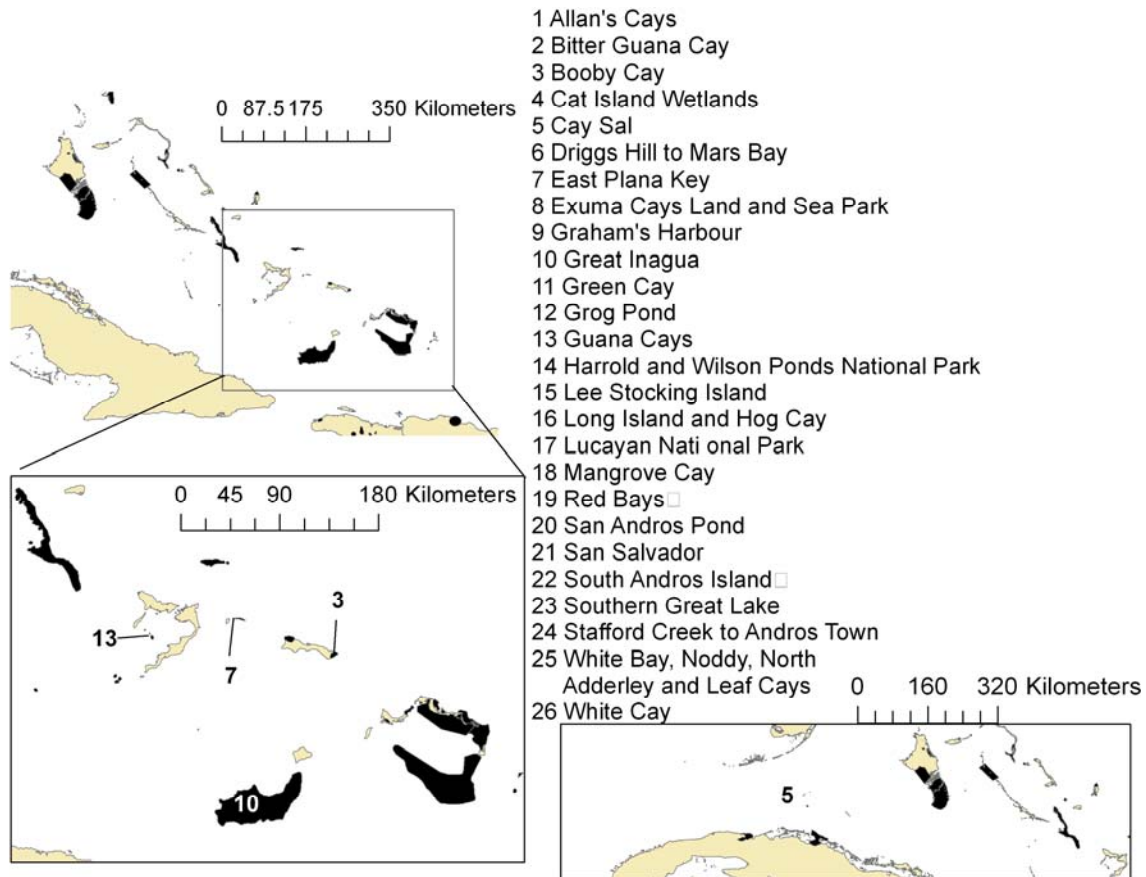 1 Allan's Cays
2 Bitter Guana Cay
3 Booby Cay
4 Cat Island Wetlands
5 Cay Sal
6 Driggs Hill to Mars Bay
7 East Plana Key
8 Exuma Cays Land and Sea Park
9 Graham's Harbour
10 Great Inagua
11 Green Cay
12 Grog Pond
13 Guana Cays
14 Harrold and Wilson Ponds National Park
15 Lee Stocking Island
16 Long Island and Hog Cay
17 Lucayan Nati onal Park
18 Mangrove Cay
19 Red Bays□
20 San Andros Pond
21 San Salvador
22 South Andros Island□
23 Southern Great Lake
24 Stafford Creek to Andros Town
25 White Bay, Noddy, North
Adderley and Leaf Cays
26 White Cay
0 87.5 175 350 Kilometers
0 45 90 180 Kilometers
3
13
7
10
0 160 320 Kilometers
5